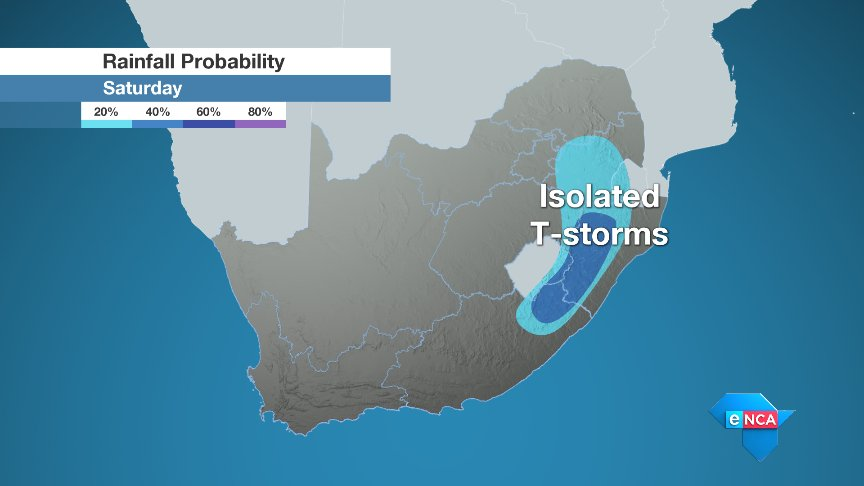 Rainfall Probability
Saturday
20% 40% 60% 80%
Isolated
T-storms
eNCA